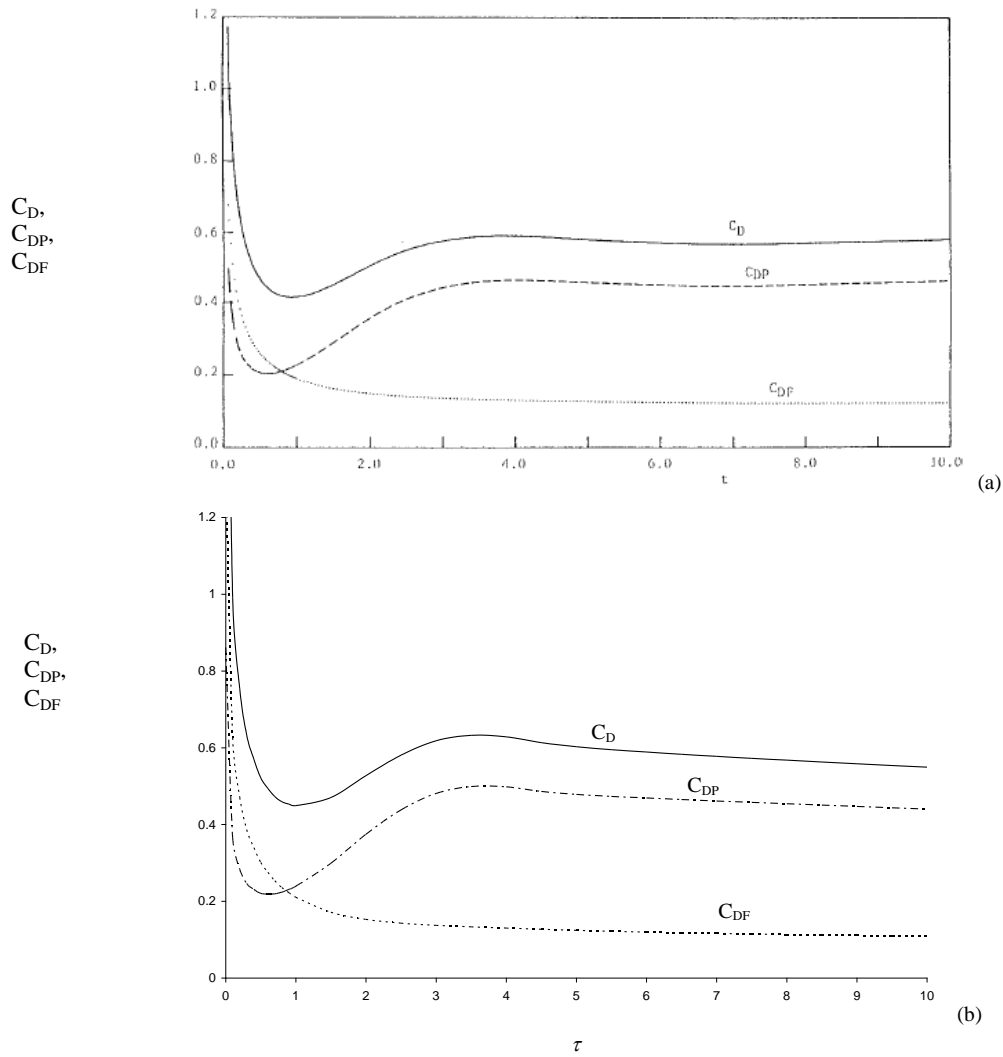 1.2
1.0
0.8
0.6
0.4
0.2
0.0
C_D,
C_DP,
C_DF
C_D
C_DP
C_DF
0.0 2.0 4.0 6.0 8.0 10.0
t
(a)
1.2
1
0.8
0.6
0.4
0.2
0
C_D,
C_DP,
C_DF
C_D
C_DP
C_DF
0 1 2 3 4 5 6 7 8 9 10
(b)
τ